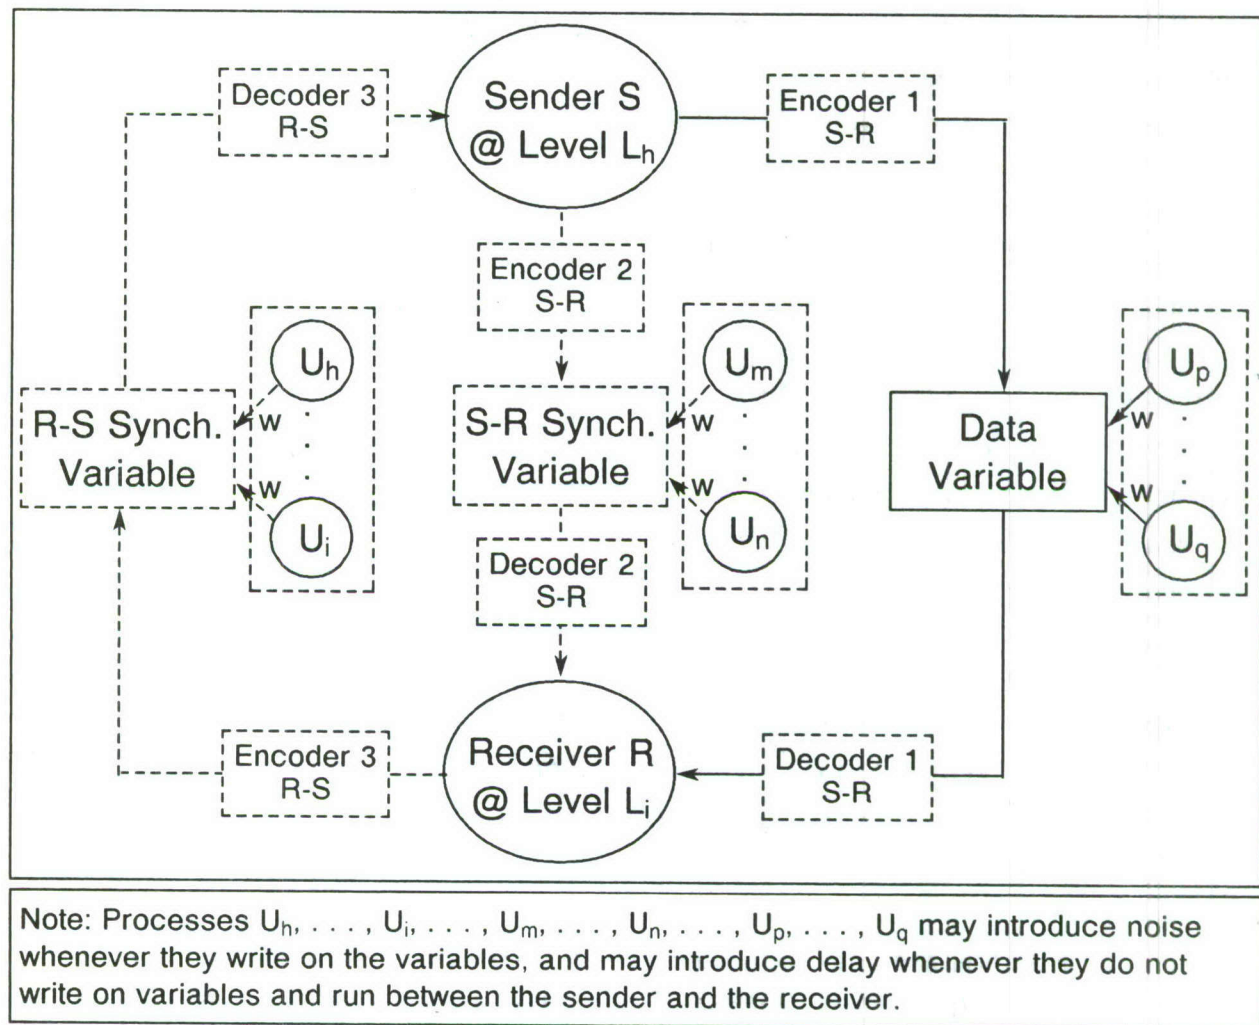 Decoder 3
R-S
Sender S
@ Level Lh
Encoder 1
S-R
Encoder 2
S-R
Uh
Um
Up
R-S Synch.
Variable
w
.
.
.
w
S-R Synch.
Variable
w
.
.
.
w
Data
Variable
w
.
.
.
w
Ui
Un
Uq
Decoder 2
S-R
Encoder 3
R-S
Receiver R
@ Level Li
Decoder 1
S-R
Note: Processes Uh, . . . , Ui, . . . , Um, . . . , Un, . . . , Up, . . . , Uq may introduce noise
whenever they write on the variables, and may introduce delay whenever they do not
write on variables and run between the sender and the receiver.